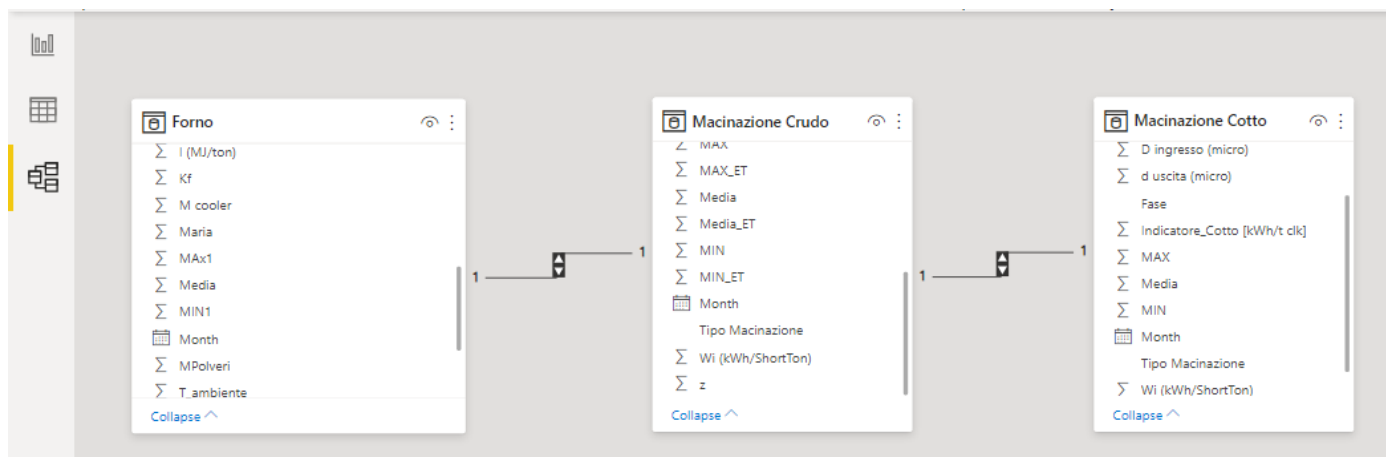 Forno
I (MJ/ton)
Kf
M cooler
Maria
MAx1
Media
MIN1
Month
MPolveri
T_ambiente
Collapse
1
1
Macinazione Crudo
MAX
MAX_ET
Media
Media_ET
MIN
MIN_ET
Month
Tipo Macinazione
Wi (kWh/ShortTon)
z
Collapse
1
1
Macinazione Cotto
D ingresso (micro)
d uscita (micro)
Fase
Indicatore_Cotto [kWh/t clk]
MAX
Media
MIN
Month
Tipo Macinazione
Wi (kWh/ShortTon)
Collapse